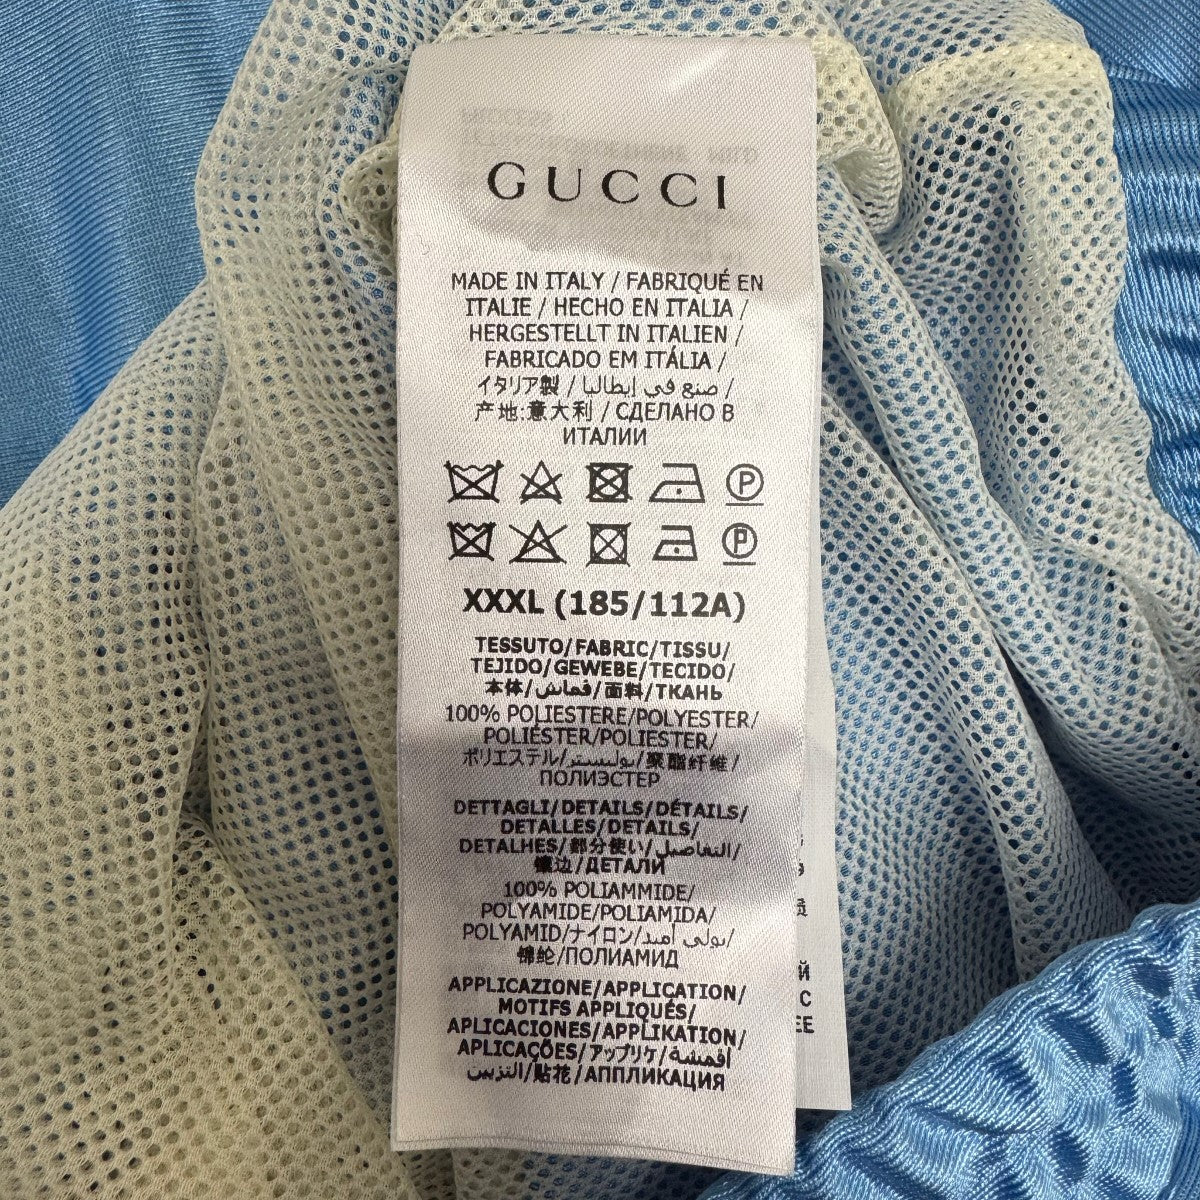 GUCCI
MADE IN ITALY / FABRIQUÉ EN
ITALIE / HECHO EN ITALIA /
HERGESTELLT IN ITALIEN /
FABRICADO EM ITÁLIA /
イタリア製 / صنع في إيطاليا /
产地:意大利 / СДЕЛАНО В
ИТАЛИИ
P
P
XXXL (185/112A)
TESSUTO/FABRIC/TISSU/
TEJIDO/GEWEBE/TECIDO/
本体/قماش/面料/ТКАНЬ
100% POLIESTERE/POLYESTER/
POLIÉSTER/POLIESTER/
ポリエステル/بوليستر/聚酯纤维/
ПОЛИЭСТЕР
DETTAGLI/DETAILS/DÉTAILS/
DETALLES/DETAILS/
DETALHES/部分使い/التفاصيل/
镶边/ДЕТАЛИ
100% POLIAMMIDE/
POLYAMIDE/POLIAMIDA/
POLYAMID/ナイロン/بولي أميد/
锦纶/ПОЛИАМИД
APPLICAZIONE/APPLICATION/
MOTIFS APPLIQUÉS/
APLICACIONES/APPLIKATION/
APLICAÇÕES/アップリケ/أقمشة
التزيين/贴花/АППЛИКАЦИЯ
Й
С
ЕЕ